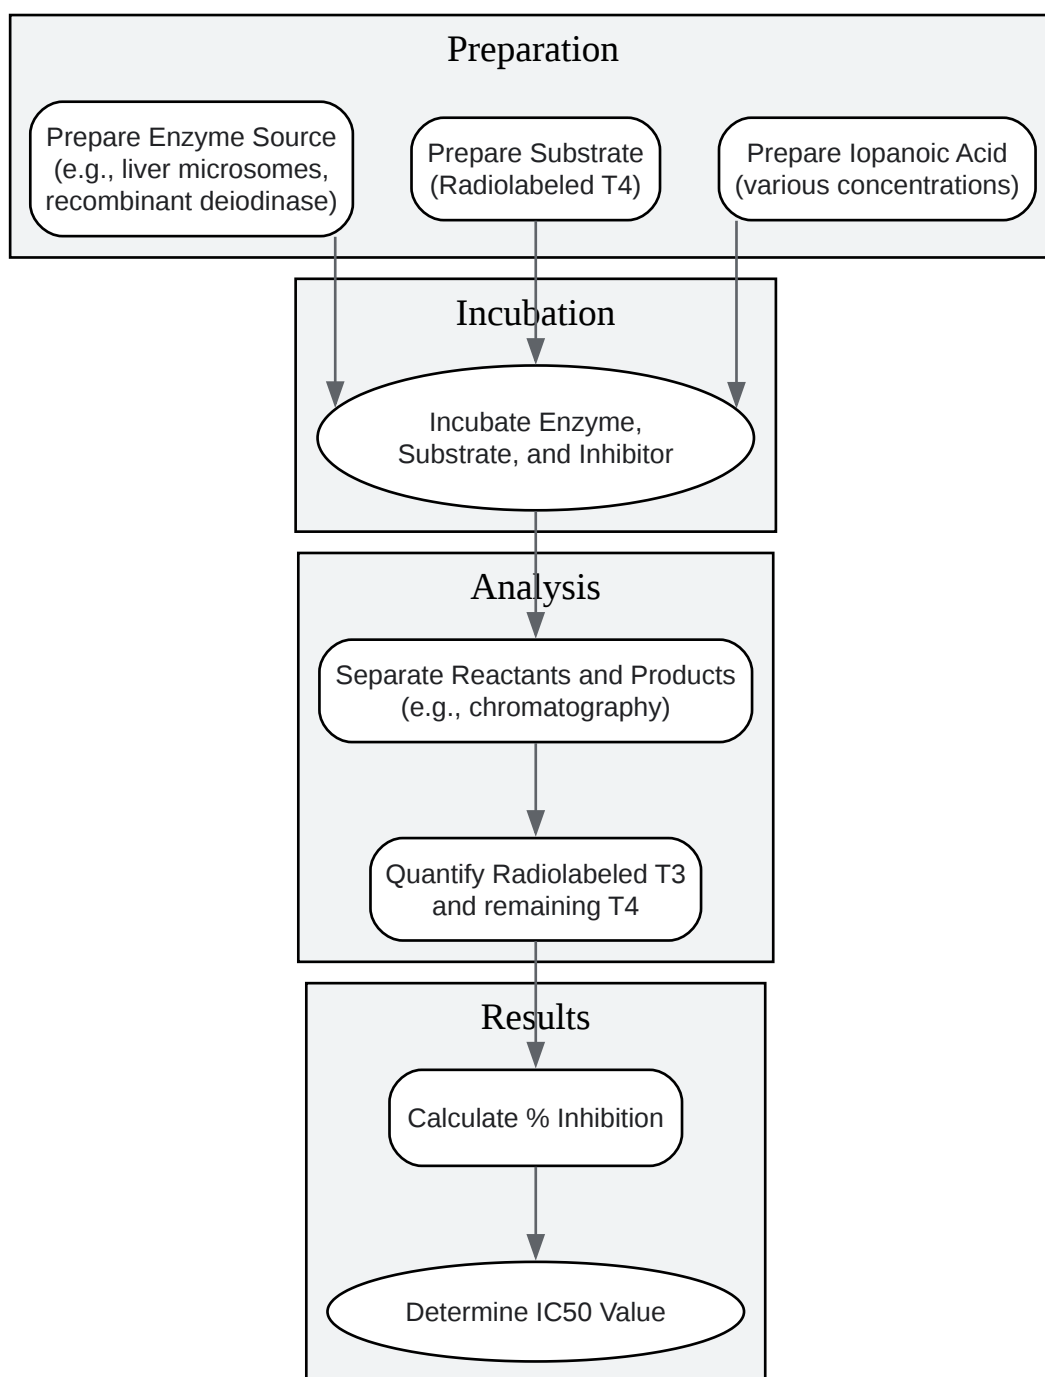 Preparation
Prepare Enzyme Source
(e.g., liver microsomes,
recombinant deiodinase)
Prepare Substrate
(Radiolabeled T4)
Prepare Iopanoic Acid
(various concentrations)
Incubation
Incubate Enzyme,
Substrate, and Inhibitor
Analysis
Separate Reactants and Products
(e.g., chromatography)
Quantify Radiolabeled T3
and remaining T4
Results
Calculate % Inhibition
Determine IC50 Value